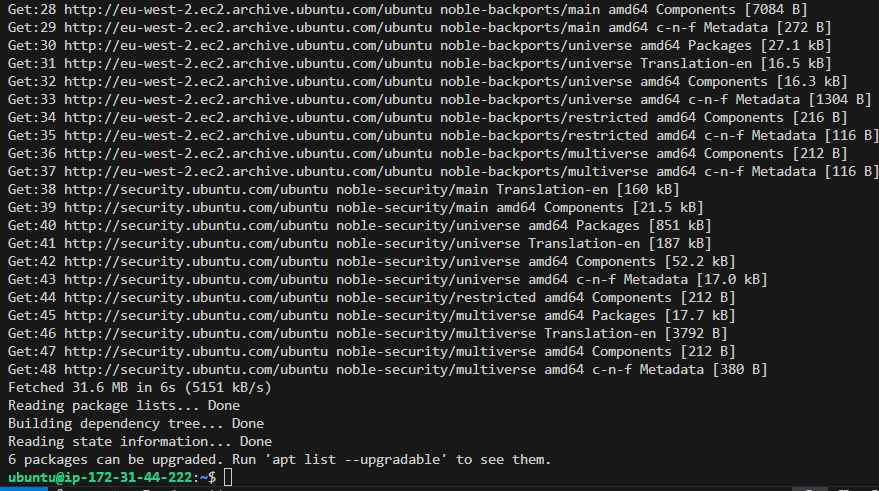 Get:28 http://eu-west-2.ec2.archive.ubuntu.com/ubuntu noble-backports/main amd64 Components [7084 B]
Get:29 http://eu-west-2.ec2.archive.ubuntu.com/ubuntu noble-backports/main amd64 c-n-f Metadata [272 B]
Get:30 http://eu-west-2.ec2.archive.ubuntu.com/ubuntu noble-backports/universe amd64 Packages [27.1 kB]
Get:31 http://eu-west-2.ec2.archive.ubuntu.com/ubuntu noble-backports/universe Translation-en [16.5 kB]
Get:32 http://eu-west-2.ec2.archive.ubuntu.com/ubuntu noble-backports/universe amd64 Components [16.3 kB]
Get:33 http://eu-west-2.ec2.archive.ubuntu.com/ubuntu noble-backports/universe amd64 c-n-f Metadata [1304 B]
Get:34 http://eu-west-2.ec2.archive.ubuntu.com/ubuntu noble-backports/restricted amd64 Components [216 B]
Get:35 http://eu-west-2.ec2.archive.ubuntu.com/ubuntu noble-backports/restricted amd64 c-n-f Metadata [116 B]
Get:36 http://eu-west-2.ec2.archive.ubuntu.com/ubuntu noble-backports/multiverse amd64 Components [212 B]
Get:37 http://eu-west-2.ec2.archive.ubuntu.com/ubuntu noble-backports/multiverse amd64 c-n-f Metadata [116 B]
Get:38 http://security.ubuntu.com/ubuntu noble-security/main Translation-en [160 kB]
Get:39 http://security.ubuntu.com/ubuntu noble-security/main amd64 Components [21.5 kB]
Get:40 http://security.ubuntu.com/ubuntu noble-security/universe amd64 Packages [851 kB]
Get:41 http://security.ubuntu.com/ubuntu noble-security/universe Translation-en [187 kB]
Get:42 http://security.ubuntu.com/ubuntu noble-security/universe amd64 Components [52.2 kB]
Get:43 http://security.ubuntu.com/ubuntu noble-security/universe amd64 c-n-f Metadata [17.0 kB]
Get:44 http://security.ubuntu.com/ubuntu noble-security/restricted amd64 Components [212 B]
Get:45 http://security.ubuntu.com/ubuntu noble-security/multiverse amd64 Packages [17.7 kB]
Get:46 http://security.ubuntu.com/ubuntu noble-security/multiverse Translation-en [3792 B]
Get:47 http://security.ubuntu.com/ubuntu noble-security/multiverse amd64 Components [212 B]
Get:48 http://security.ubuntu.com/ubuntu noble-security/multiverse amd64 c-n-f Metadata [380 B]
Fetched 31.6 MB in 6s (5151 kB/s)
Reading package lists... Done
Building dependency tree... Done
Reading state information... Done
6 packages can be upgraded. Run 'apt list --upgradable' to see them.
ubuntu@ip-172-31-44-222:~$